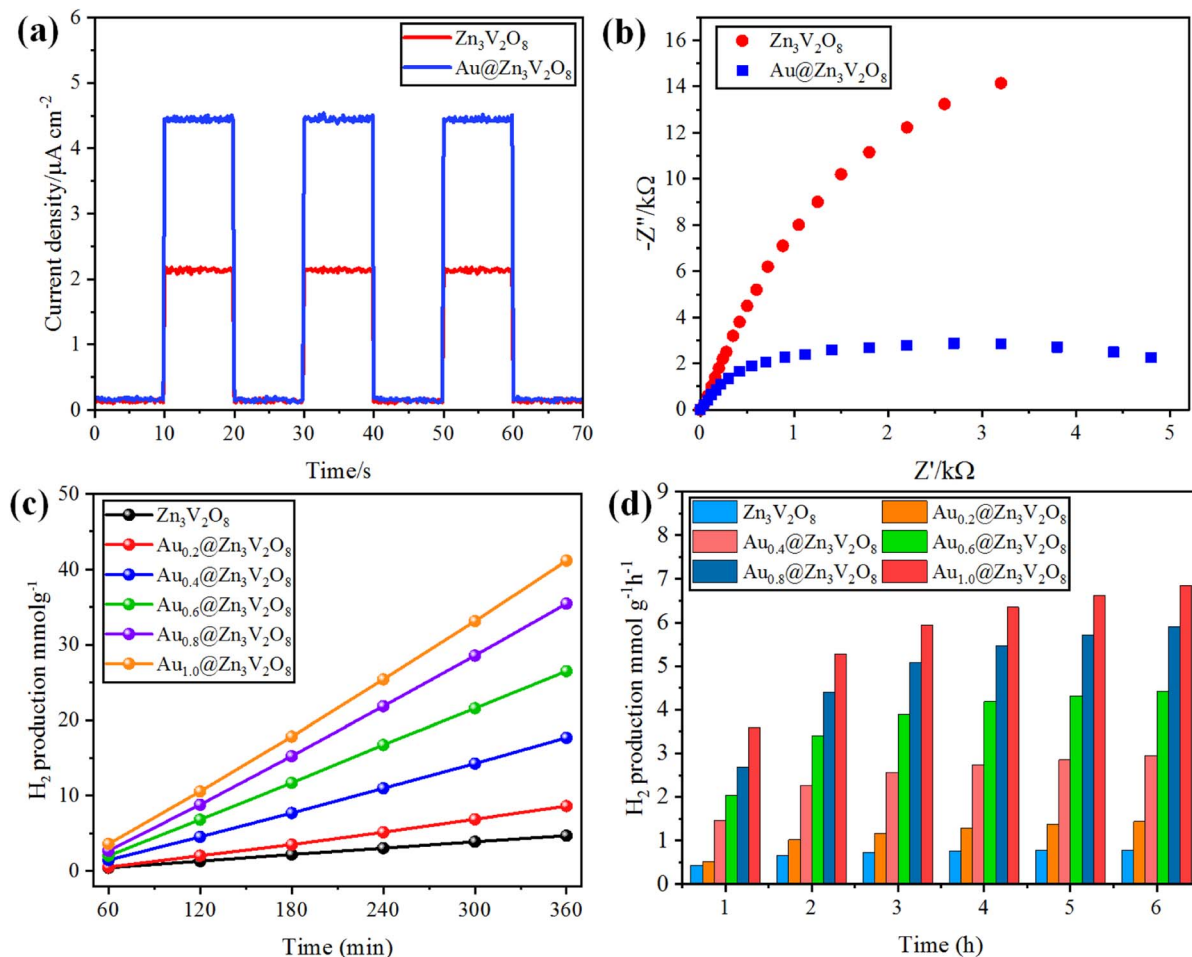 (a)
Zn3V2O8
Au@Zn3V2O8
Current density/μA cm-2
6
5
4
3
2
1
0
0 10 20 30 40 50 60 70
Time/s
(b)
Zn3V2O8
Au@Zn3V2O8
-Z"/kΩ
16
14
12
10
8
6
4
2
0
0 1 2 3 4 5
Z'/kΩ
(c)
Zn3V2O8
Au0.2@Zn3V2O8
Au0.4@Zn3V2O8
Au0.6@Zn3V2O8
Au0.8@Zn3V2O8
Au1.0@Zn3V2O8
H2 production mmolg-1
50
40
30
20
10
0
60 120 180 240 300 360
Time (min)
(d)
Zn3V2O8 Au0.2@Zn3V2O8
Au0.4@Zn3V2O8 Au0.6@Zn3V2O8
Au0.8@Zn3V2O8 Au1.0@Zn3V2O8
H2 production mmol g-1h-1
9
8
7
6
5
4
3
2
1
0
1 2 3 4 5 6
Time (h)